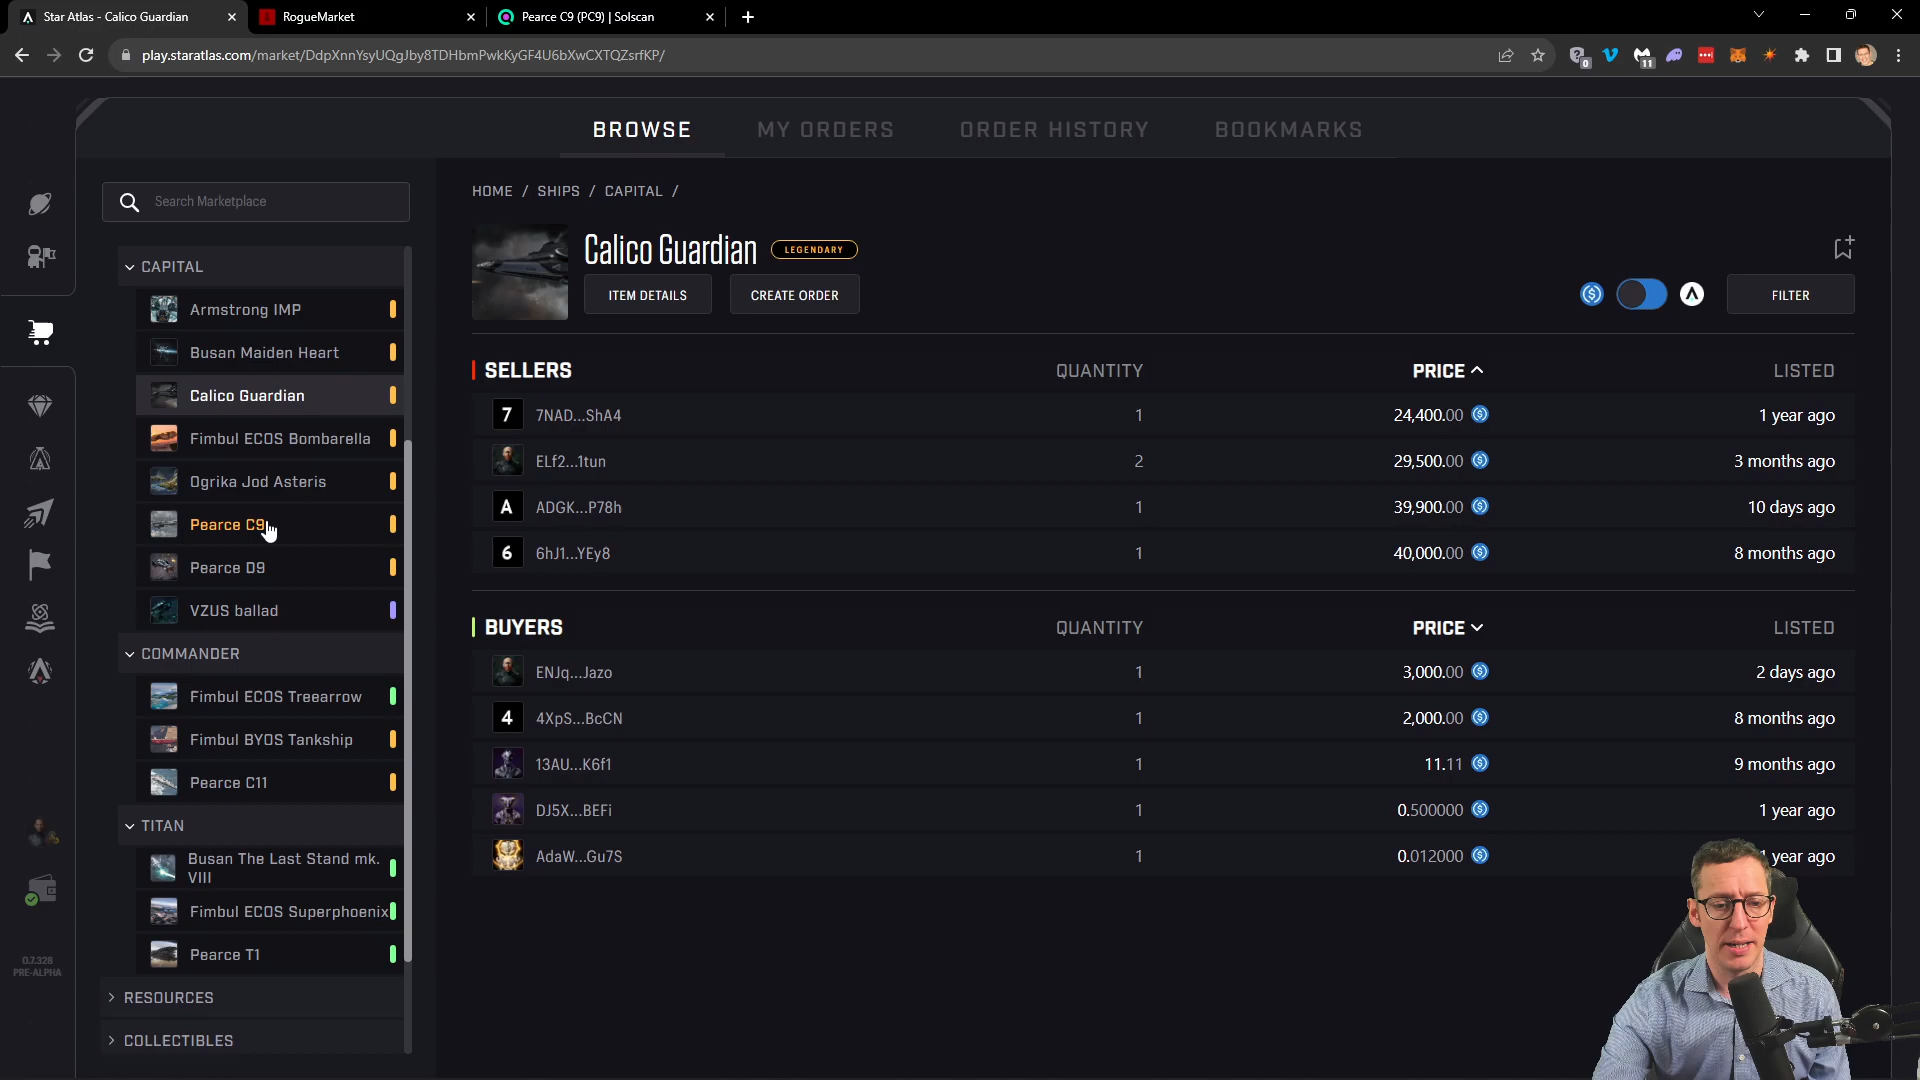 Star Atlas - Calico Guardian
RogueMarket
Pearce C9 (PC9) | Solscan
play.staratlas.com/market/DdpXnnYsyUQgJby8TDHbmPwkKyGF4U6bXwCXTQZsrfKP/
0
11
BROWSE
MY ORDERS
ORDER HISTORY
BOOKMARKS
Search Marketplace
CAPITAL
Armstrong IMP
Busan Maiden Heart
Calico Guardian
Fimbul ECOS Bombarella
Ogrika Jod Asteris
Pearce C9
Pearce D9
VZUS ballad
COMMANDER
Fimbul ECOS Treearrow
Fimbul BYOS Tankship
Pearce C11
TITAN
Busan The Last Stand mk.
VIII
Fimbul ECOS Superphoenix
Pearce T1
RESOURCES
COLLECTIBLES
0.7.328
PRE-ALPHA
HOME / SHIPS / CAPITAL /
Calico Guardian LEGENDARY
ITEM DETAILS
CREATE ORDER
FILTER
SELLERS QUANTITY PRICE LISTED
7 7NAD...ShA4 1 24,400.00 1 year ago
ELf2...1tun 2 29,500.00 3 months ago
A ADGK...P78h 1 39,900.00 10 days ago
6 6hJ1...YEy8 1 40,000.00 8 months ago
BUYERS QUANTITY PRICE LISTED
ENJq...Jazo 1 3,000.00 2 days ago
4 4XpS...BcCN 1 2,000.00 8 months ago
13AU...K6f1 1 11.11 9 months ago
DJ5X...BEFi 1 0.500000 1 year ago
AdaW...Gu7S 1 0.012000 year ago